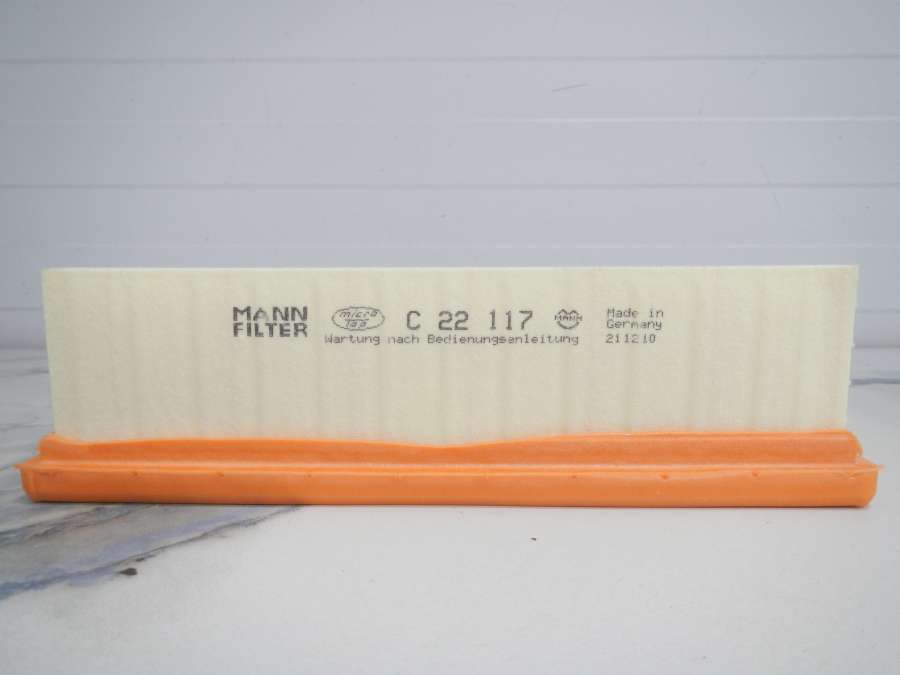 MANN
FILTER
micro
Top
C 22 117
MANN
Made in
Germany
Wartung nach Bedienungsanleitung
211210